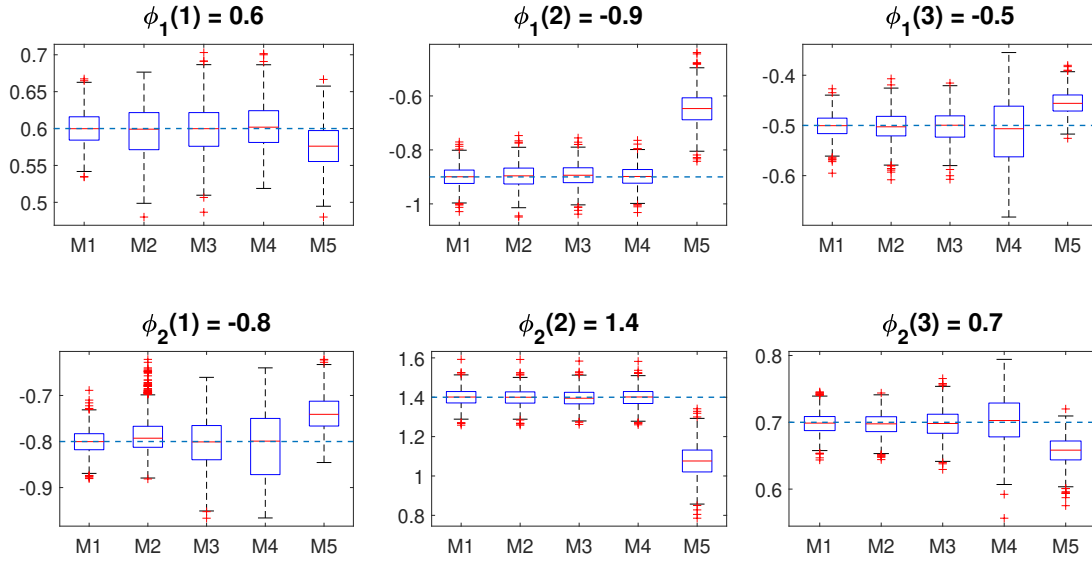 ϕ₁(1) = 0.6
0.7
0.65
0.6
0.55
0.5
M1 M2 M3 M4 M5
ϕ₁(2) = -0.9
-0.6
-0.8
-1
M1 M2 M3 M4 M5
ϕ₁(3) = -0.5
-0.4
-0.5
-0.6
M1 M2 M3 M4 M5
ϕ₂(1) = -0.8
-0.7
-0.8
-0.9
M1 M2 M3 M4 M5
ϕ₂(2) = 1.4
1.6
1.4
1.2
1
0.8
M1 M2 M3 M4 M5
ϕ₂(3) = 0.7
0.8
0.7
0.6
M1 M2 M3 M4 M5